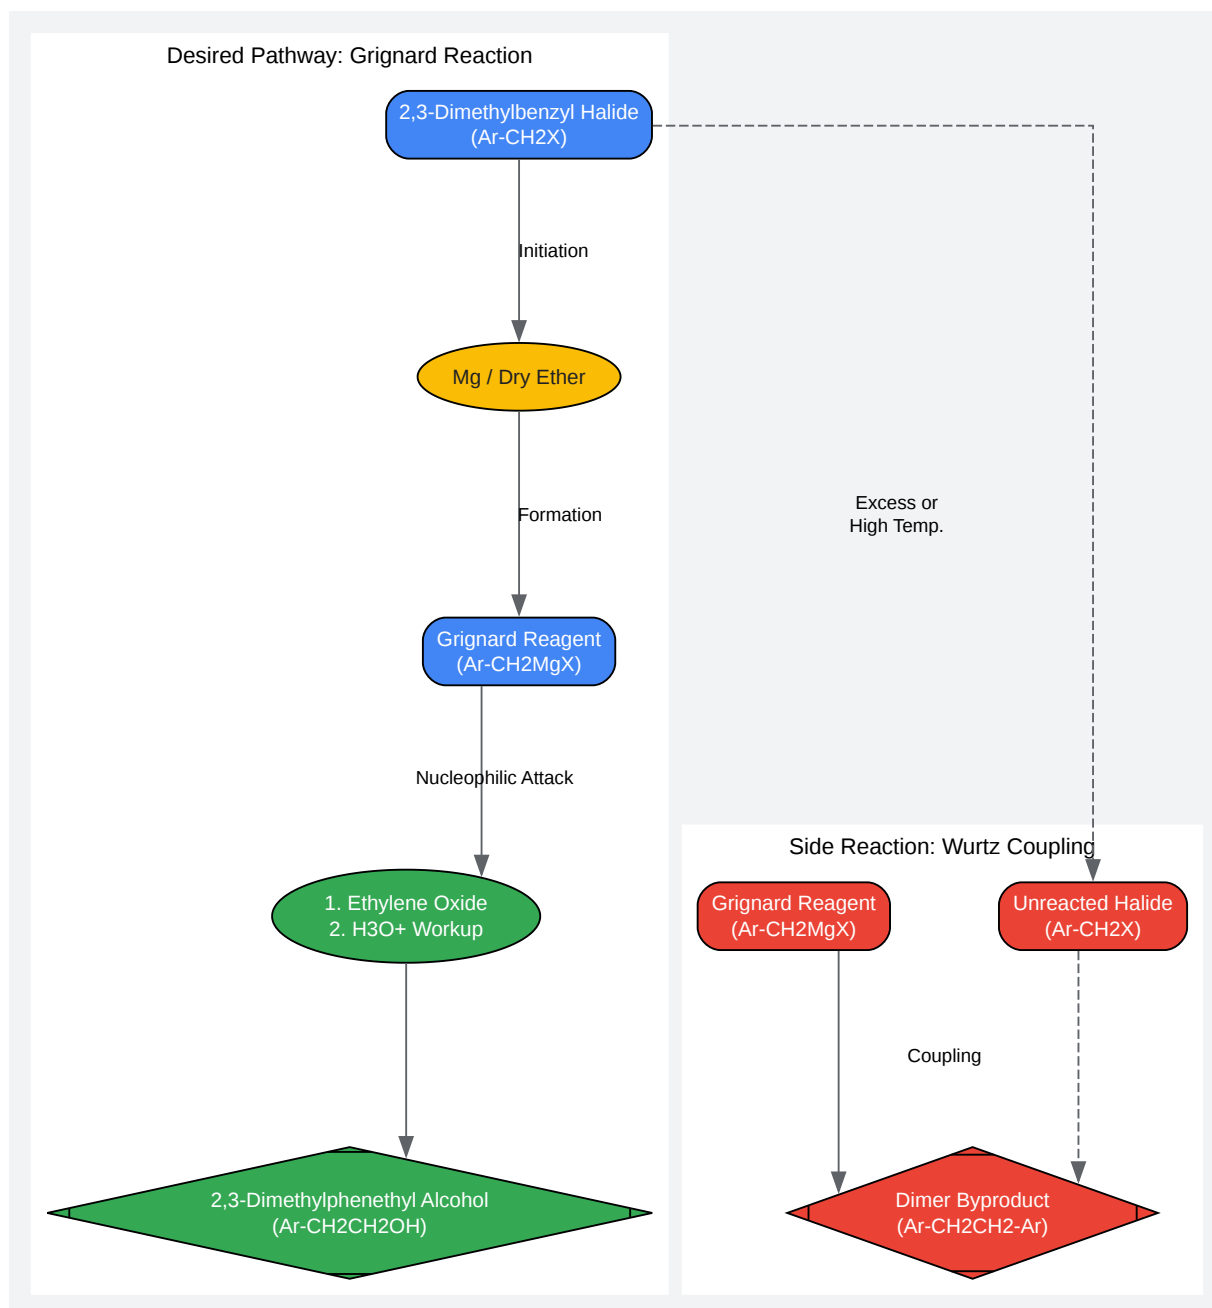 Desired Pathway: Grignard Reaction
2,3-Dimethylbenzyl Halide
(Ar-CH2X)
Initiation
Mg / Dry Ether
Formation
Excess or
High Temp.
Grignard Reagent
(Ar-CH2MgX)
Nucleophilic Attack
1. Ethylene Oxide
2. H3O+ Workup
2,3-Dimethylphenethyl Alcohol
(Ar-CH2CH2OH)
Side Reaction: Wurtz Coupling
Grignard Reagent
(Ar-CH2MgX)
Unreacted Halide
(Ar-CH2X)
Coupling
Dimer Byproduct
(Ar-CH2CH2-Ar)